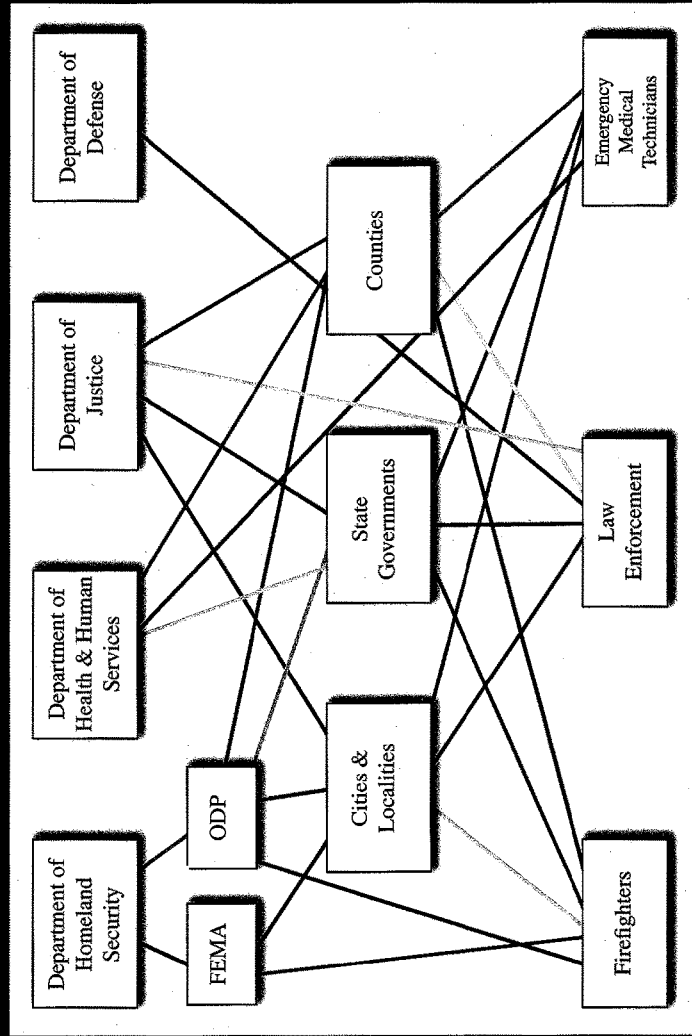 Department of
Homeland
Security
Department of
Health & Human
Services
Department of
Justice
Department of
Defense
FEMA
ODP
Cities &
Localities
State
Governments
Counties
Firefighters
Law
Enforcement
Emergency
Medical
Technicians